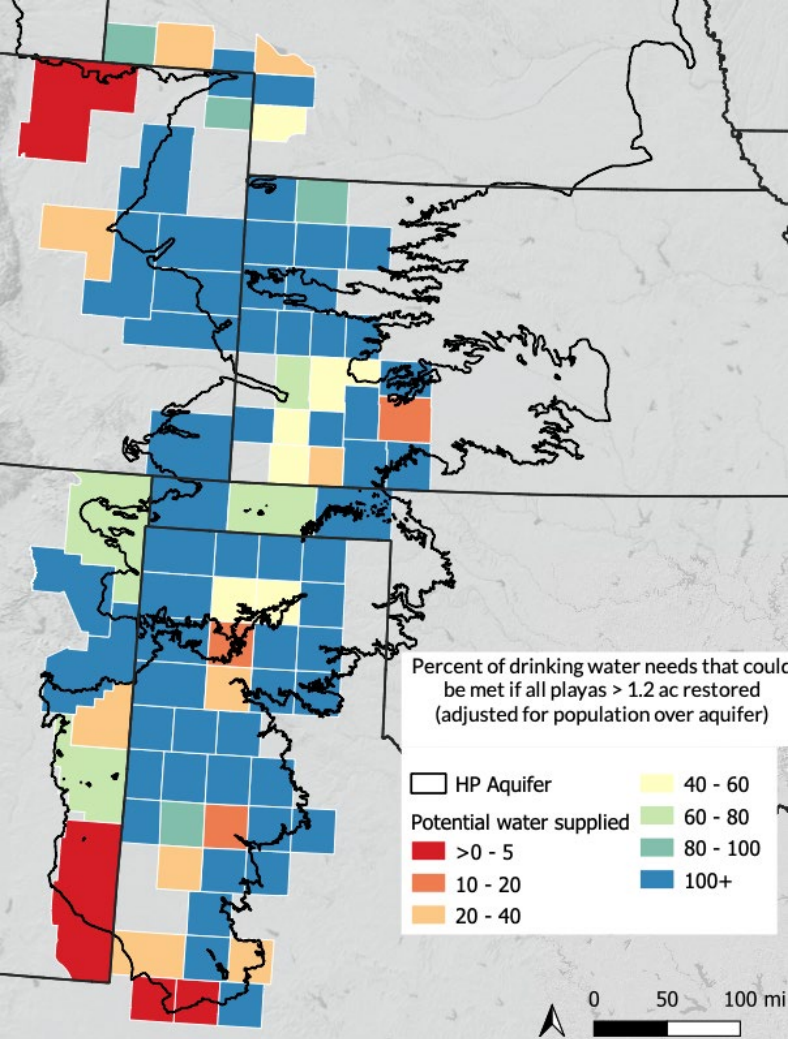 Percent of drinking water needs that could
be met if all playas > 1.2 ac restored
(adjusted for population over aquifer)
HP Aquifer
Potential water supplied
>0 - 5
10 - 20
20 - 40
40 - 60
60 - 80
80 - 100
100+
0 50 100 mi